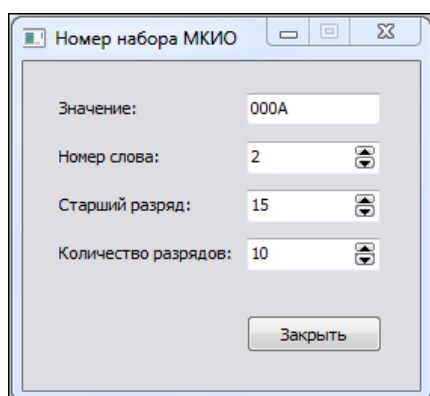 Номер набора МКИО
Значение: 000A
Номер слова: 2
Старший разряд: 15
Количество разрядов: 10
Закрыть